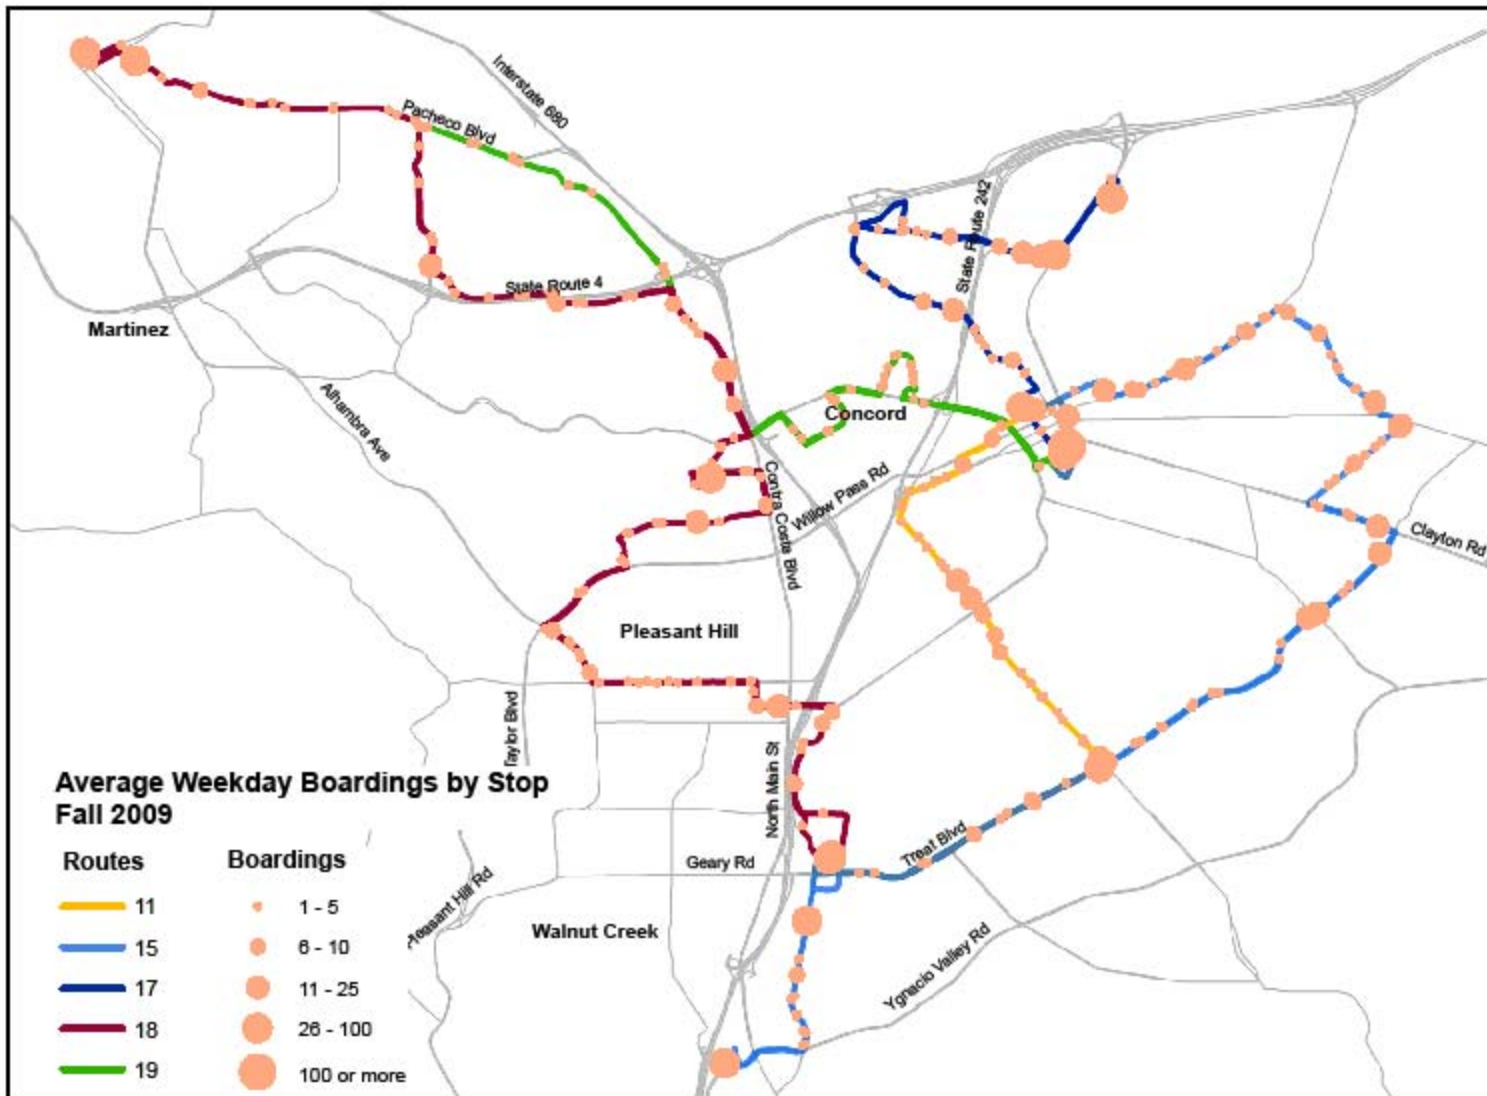 Interstate 680
Pacheco Blvd
State Route 242
State Route 4
Martinez
Alhambra Ave
Concord
Contra Costa Blvd
Willow Pass Rd
Clayton Rd
Pleasant Hill
Taylor Blvd
North Main St
Treat Blvd
Geary Rd
Pleasant Hill Rd
Walnut Creek
Ygnacio Valley Rd
Average Weekday Boardings by Stop
Fall 2009
Routes
11
15
17
18
19
Boardings
1 - 5
6 - 10
11 - 25
26 - 100
100 or more